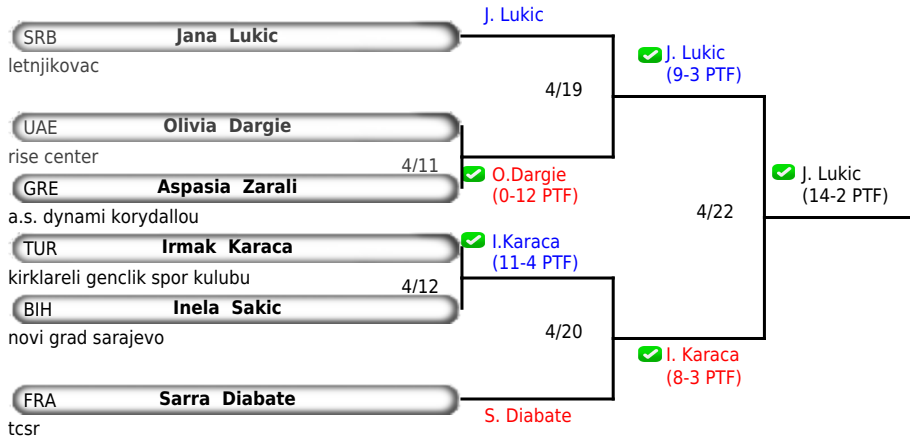 J. Lukic
SRB Jana Lukic
letnjikovac
J. Lukic
(9-3 PTF)
4/19
UAE Olivia Dargie
rise center
4/11
O.Dargie
(0-12 PTF)
GRE Aspasia Zarali
a.s. dynami korydallou
J. Lukic
(14-2 PTF)
4/22
TUR Irmak Karaca
kirklareli genclik spor kulubu
I.Karaca
(11-4 PTF)
4/12
BIH Inela Sakic
novi grad sarajevo
4/20
I. Karaca
(8-3 PTF)
FRA Sarra Diabate
tcsr
S. Diabate